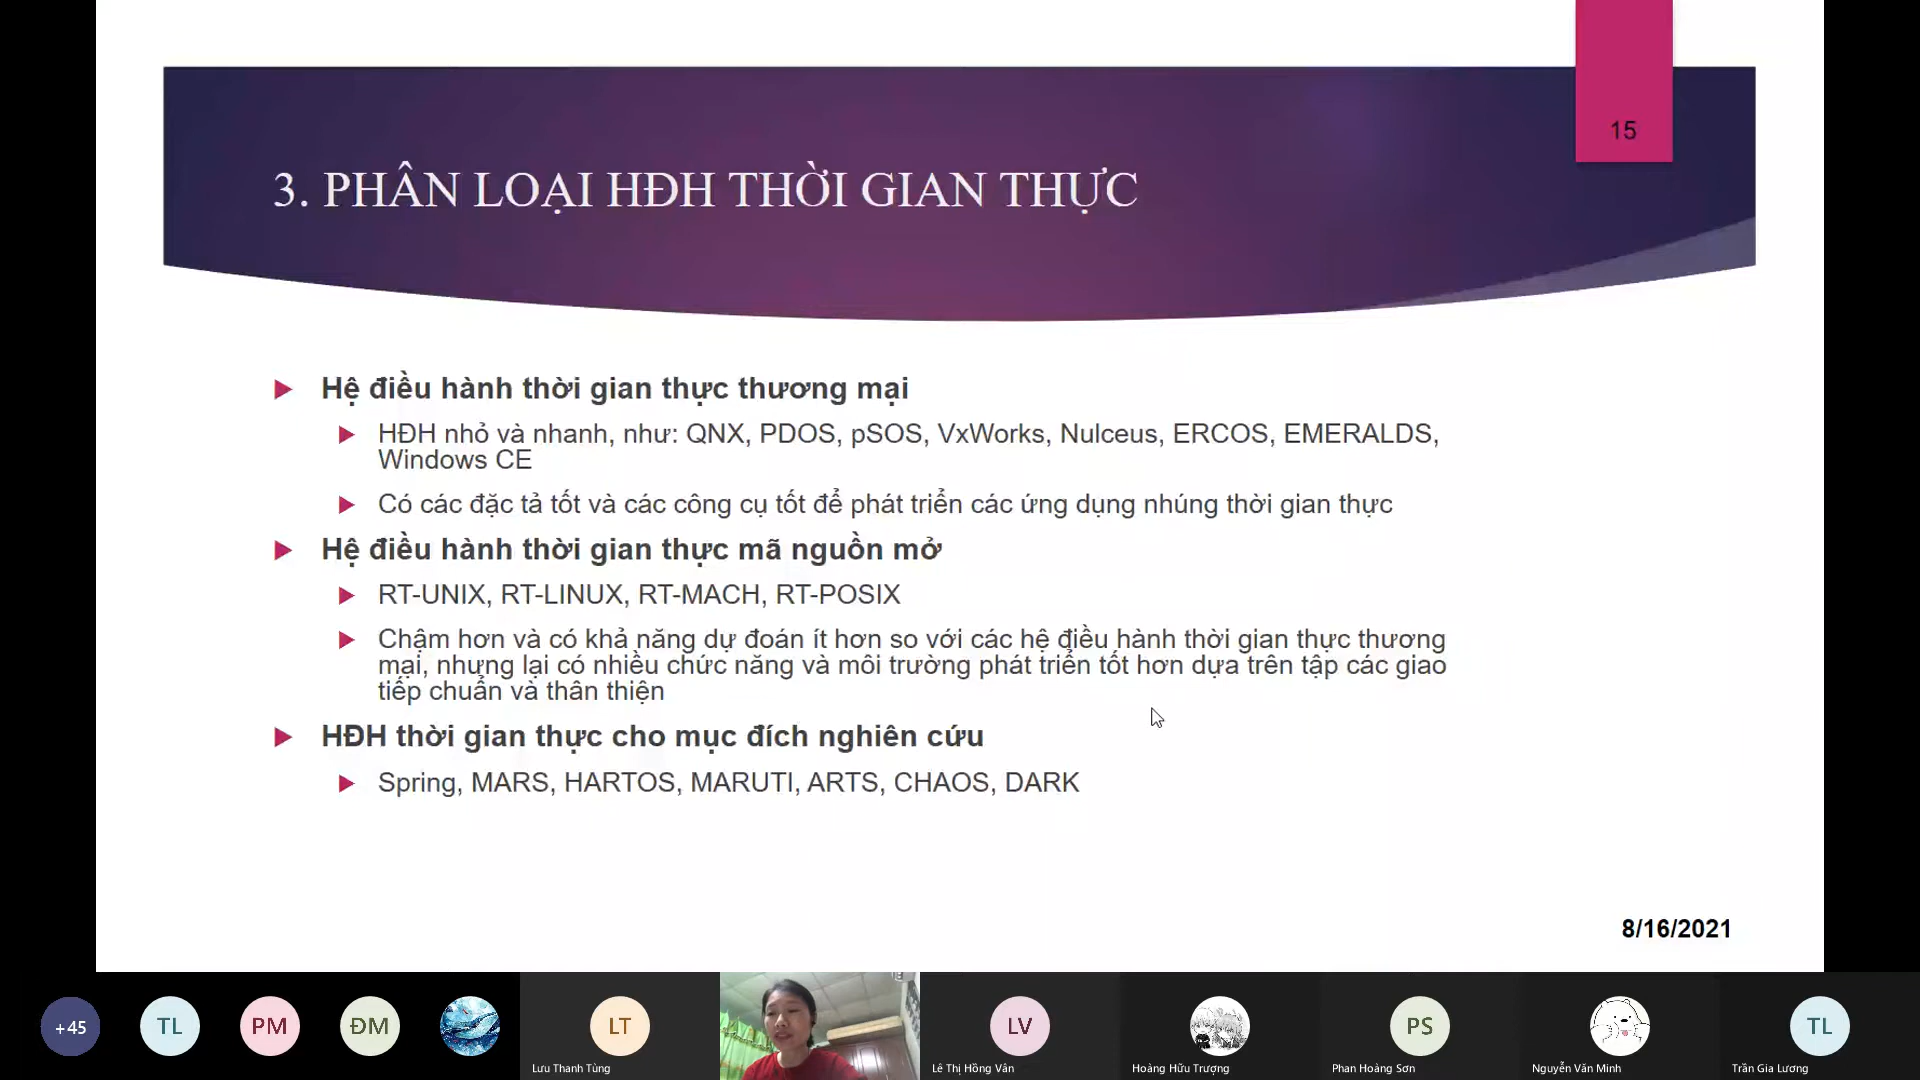 15
3. PHÂN LOẠI HĐH THỜI GIAN THỰC
Hệ điều hành thời gian thực thương mại
HĐH nhỏ và nhanh, như: QNX, PDOS, pSOS, VxWorks, Nulceus, ERCOS, EMERALDS,
Windows CE
Có các đặc tả tốt và các công cụ tốt để phát triển các ứng dụng nhúng thời gian thực
Hệ điều hành thời gian thực mã nguồn mở
RT-UNIX, RT-LINUX, RT-MACH, RT-POSIX
Chậm hơn và có khả năng dự đoán ít hơn so với các hệ điều hành thời gian thực thương
mại, nhưng lại có nhiều chức năng và môi trường phát triển tốt hơn dựa trên tập các giao
tiếp chuẩn và thân thiện
HĐH thời gian thực cho mục đích nghiên cứu
Spring, MARS, HARTOS, MARUTI, ARTS, CHAOS, DARK
8/16/2021
+45
TL
PM
ĐM
LT
LV
PS
TL
Lưu Thanh Tùng
Lê Thị Hồng Vân
Hoàng Hữu Trượng
Phan Hoàng Sơn
Nguyễn Văn Minh
Trần Gia Lương